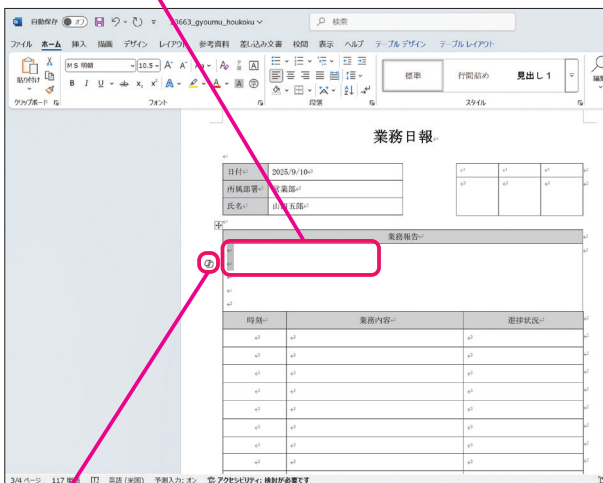 自動保存 オフ 20663_gyoumu_houkoku 検索
ファイル ホーム 挿入 描画 デザイン レイアウト 参考資料 差し込み文書 校閲 表示 ヘルプ テーブル デザイン テーブル レイアウト
貼り付け MS 明朝 10.5 標準 行間詰め 見出し 1
クリップボード フォント 段落 スタイル
業務日報
日付 2025/9/10
所属部署 営業部
氏名
業務報告
時刻 業務内容 進捗状況
3/4 ページ 英語 (米国) 予測入力: オン アクセシビリティ: 検討が必要です